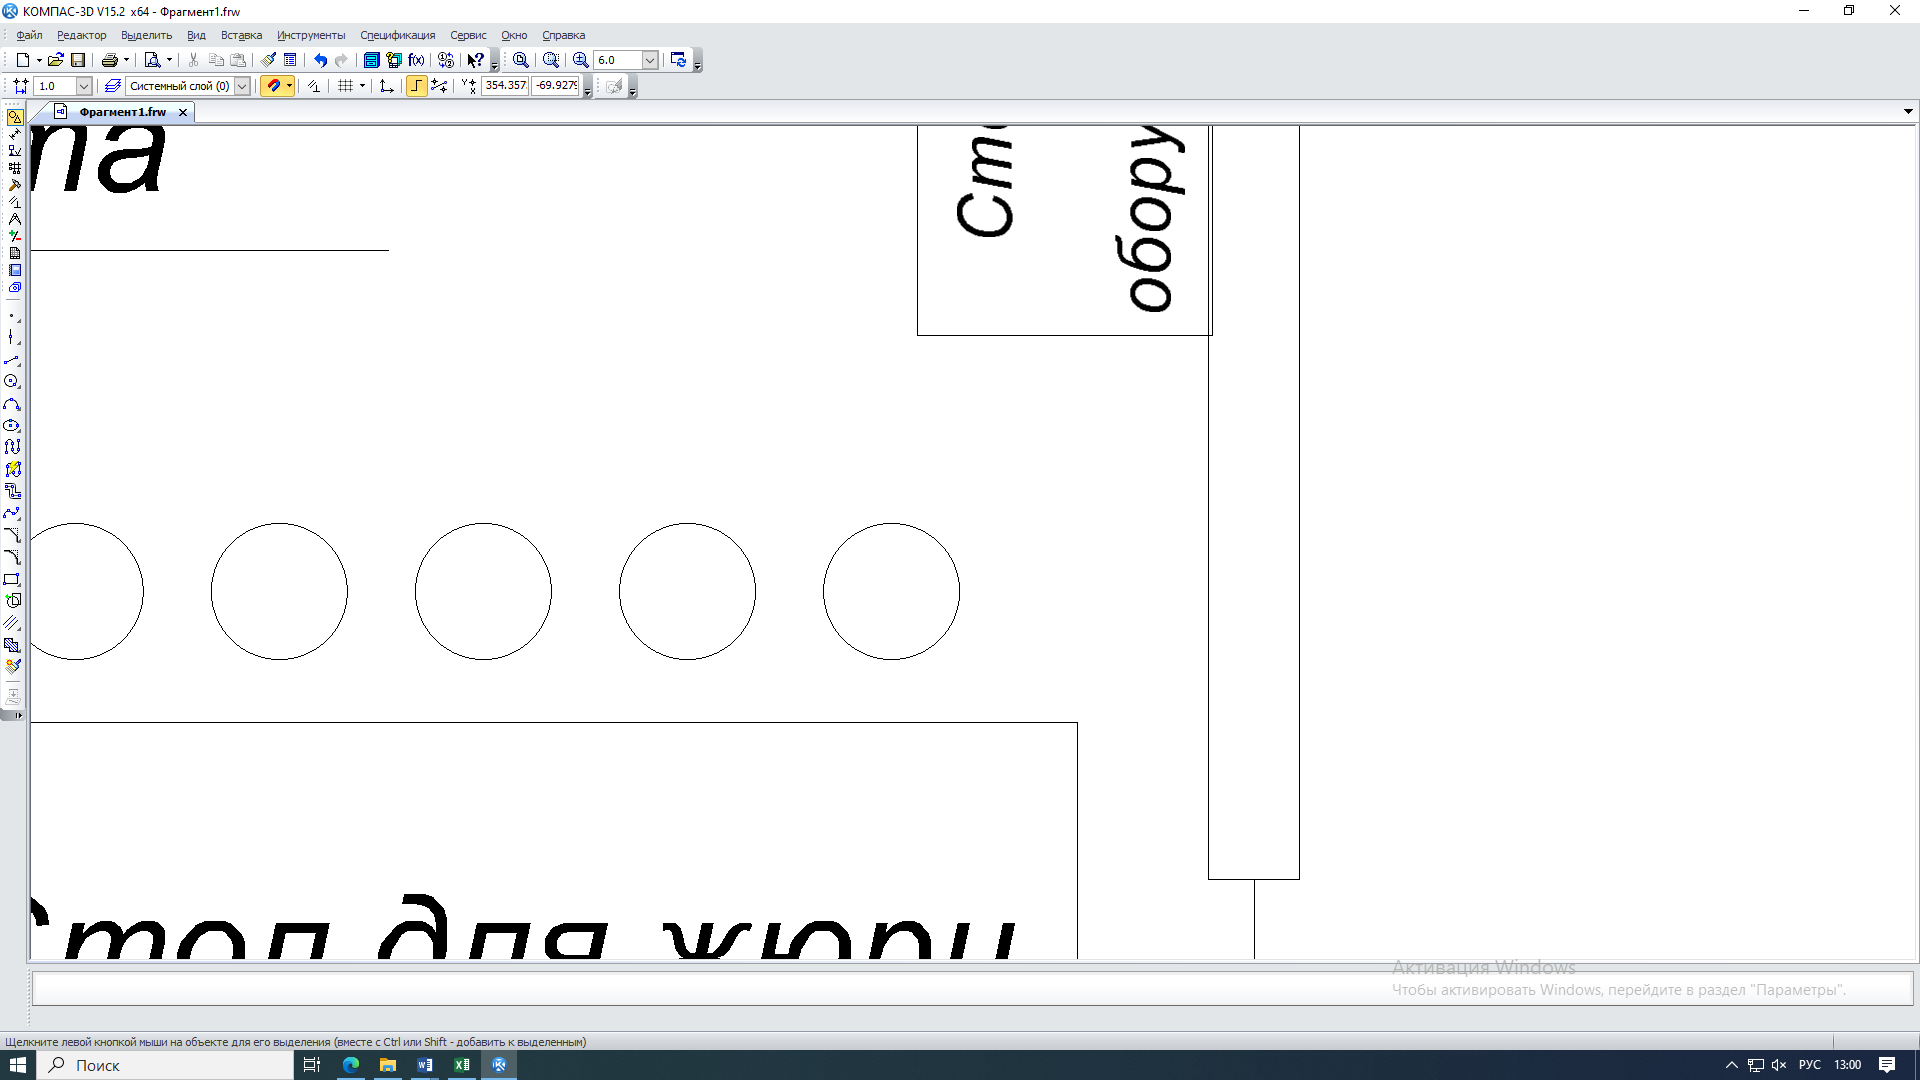 КОМПАС-3D V15.2 x64 - Фрагмент1.frw
Файл Редактор Выделить Вид Вставка Инструменты Спецификация Сервис Окно Справка
6.0
1.0 Системный слой (0) 354.357 -69.927
Фрагмент1.frw
та
обору
Стол для жюри
Активация Windows
Чтобы активировать Windows, перейдите в раздел "Параметры".
Щелкните левой кнопкой мыши на объекте для его выделения (вместе с Ctrl или Shift - добавить к выделенным)
Поиск
РУС 13:00